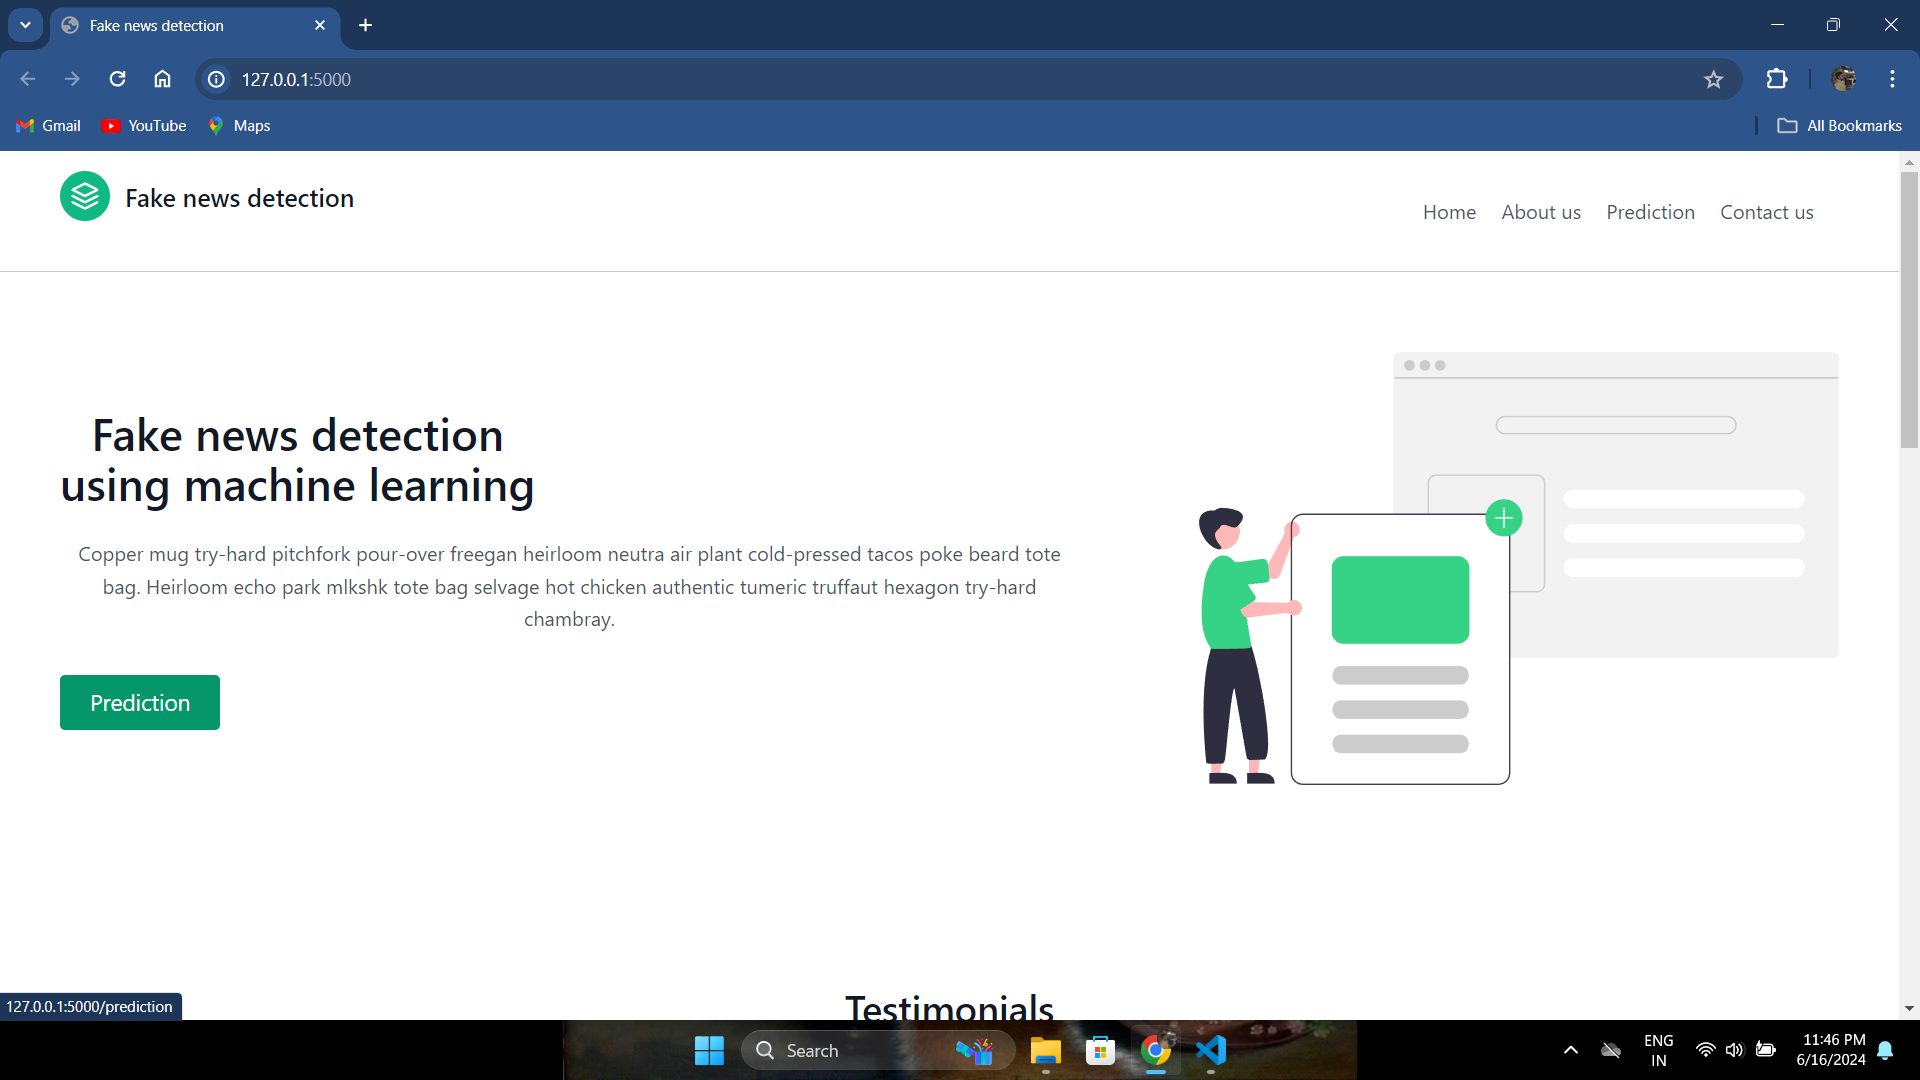 Fake news detection
127.0.0.1:5000
Gmail YouTube Maps All Bookmarks
Fake news detection
Home About us Prediction Contact us
Fake news detection
using machine learning
Copper mug try-hard pitchfork pour-over freegan heirloom neutra air plant cold-pressed tacos poke beard tote
bag. Heirloom echo park mlkshk tote bag selvage hot chicken authentic tumeric truffaut hexagon try-hard
chambray.
Prediction
Testimonials
127.0.0.1:5000/prediction
Search
ENG
IN
11:46 PM
6/16/2024